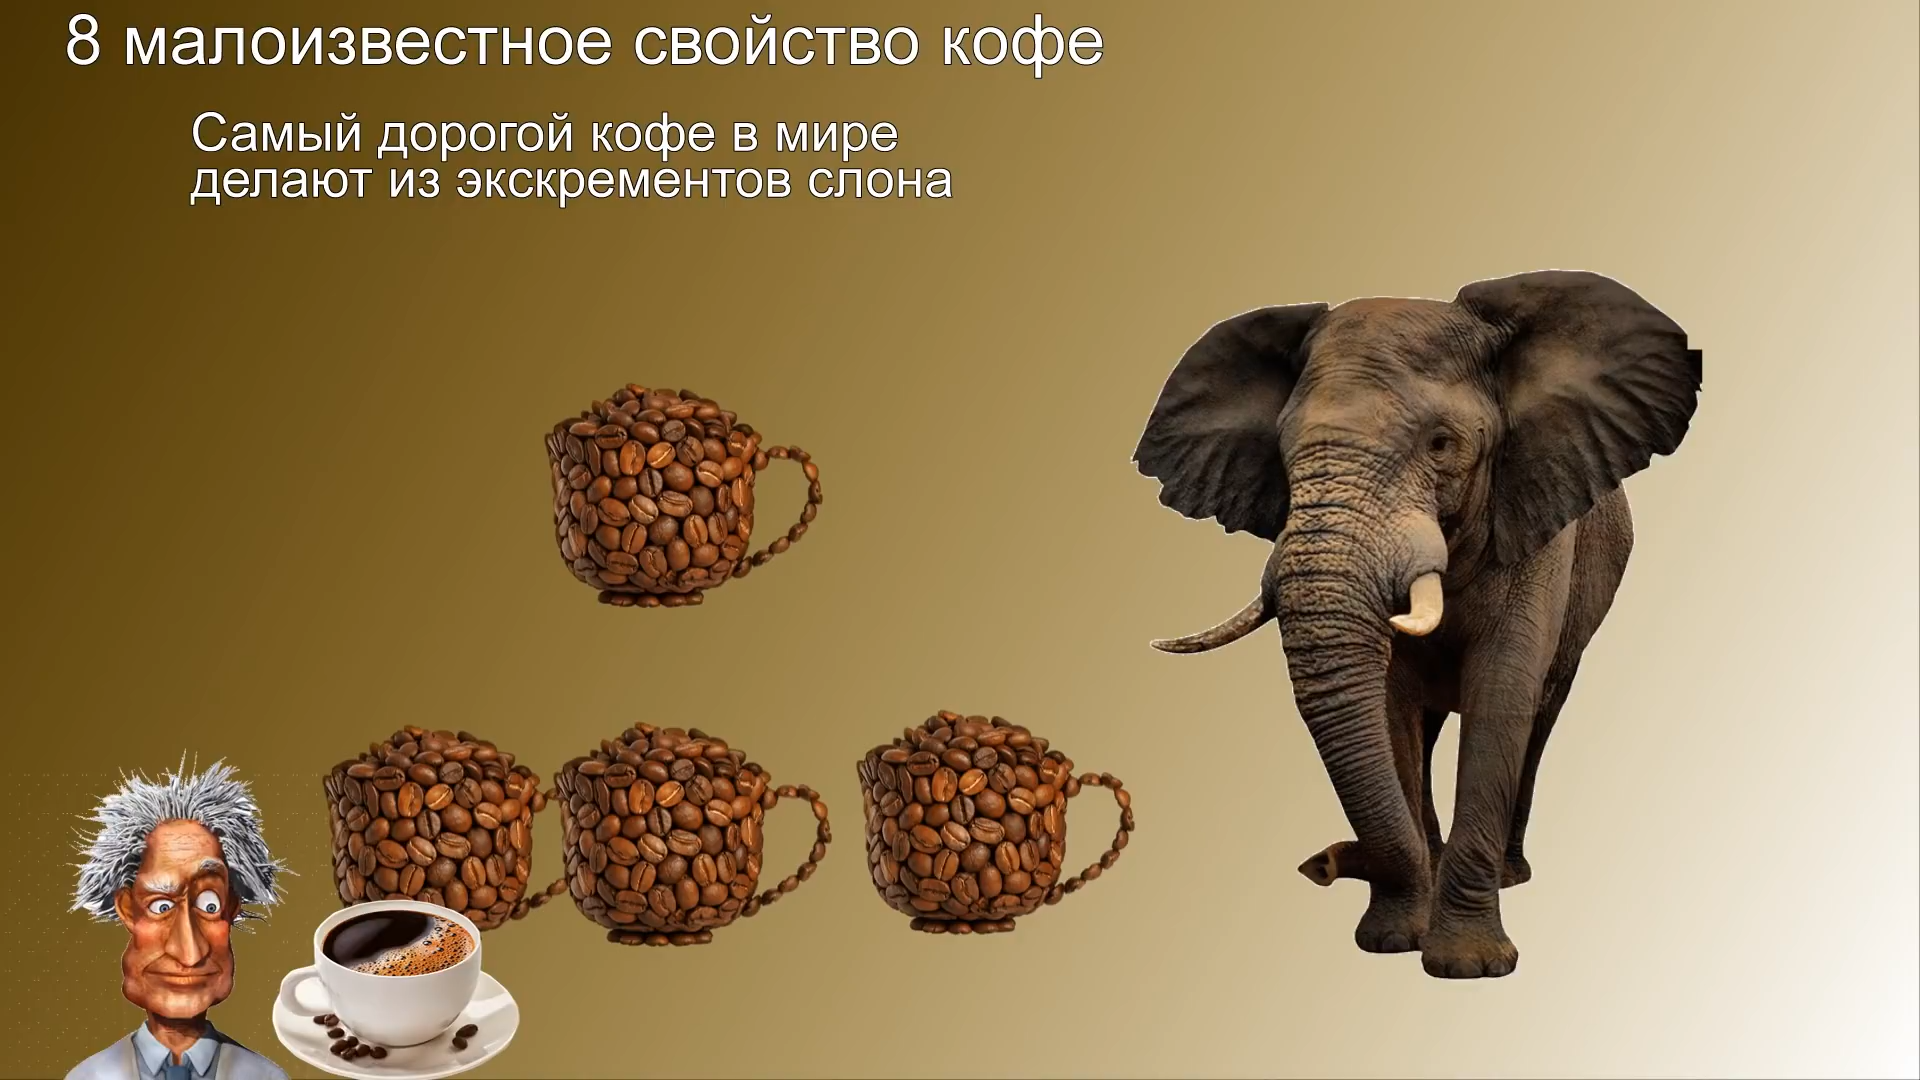 8 малоизвестное свойство кофе
Самый дорогой кофе в мире
делают из экскрементов слона